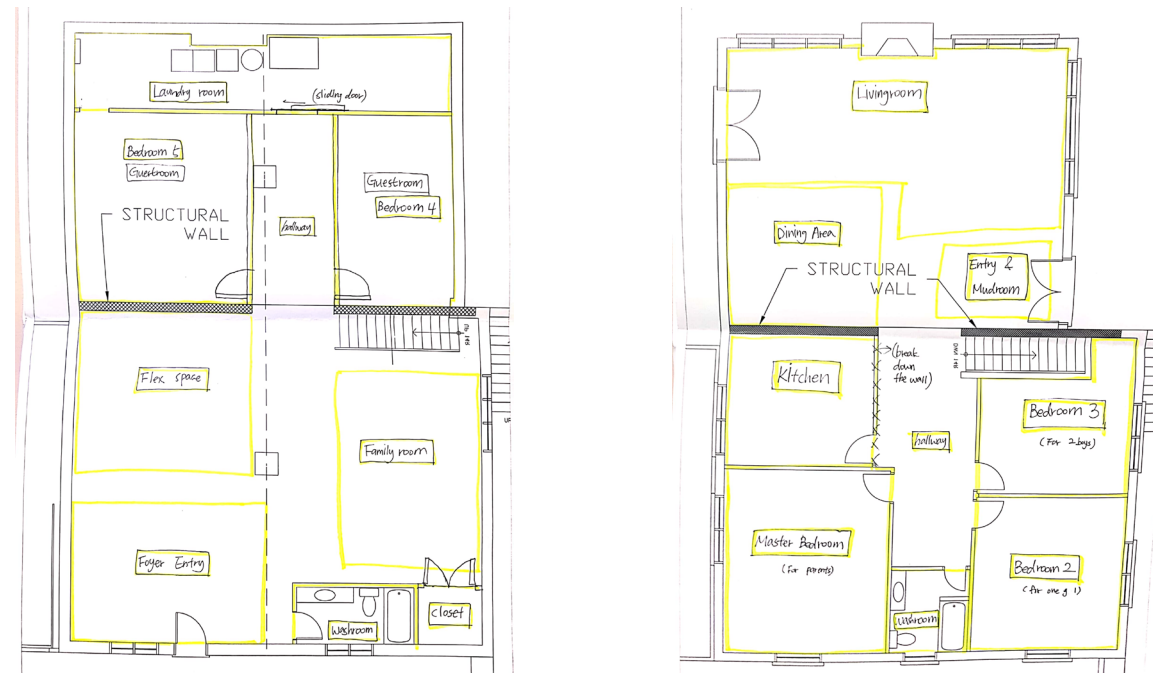 Laundry room
(sliding door)
Bedroom 5
Guestroom
Guestroom
Bedroom 4
STRUCTURAL
WALL
hallway
Flex space
Family room
Foyer Entry
Washroom
closet
Livingroom
Dining Area
Entry &
Mudroom
STRUCTURAL
WALL
Kitchen
(break
down
the wall)
hallway
Bedroom 3
(For 2 boys)
Master Bedroom
(For parents)
Bedroom 2
washroom